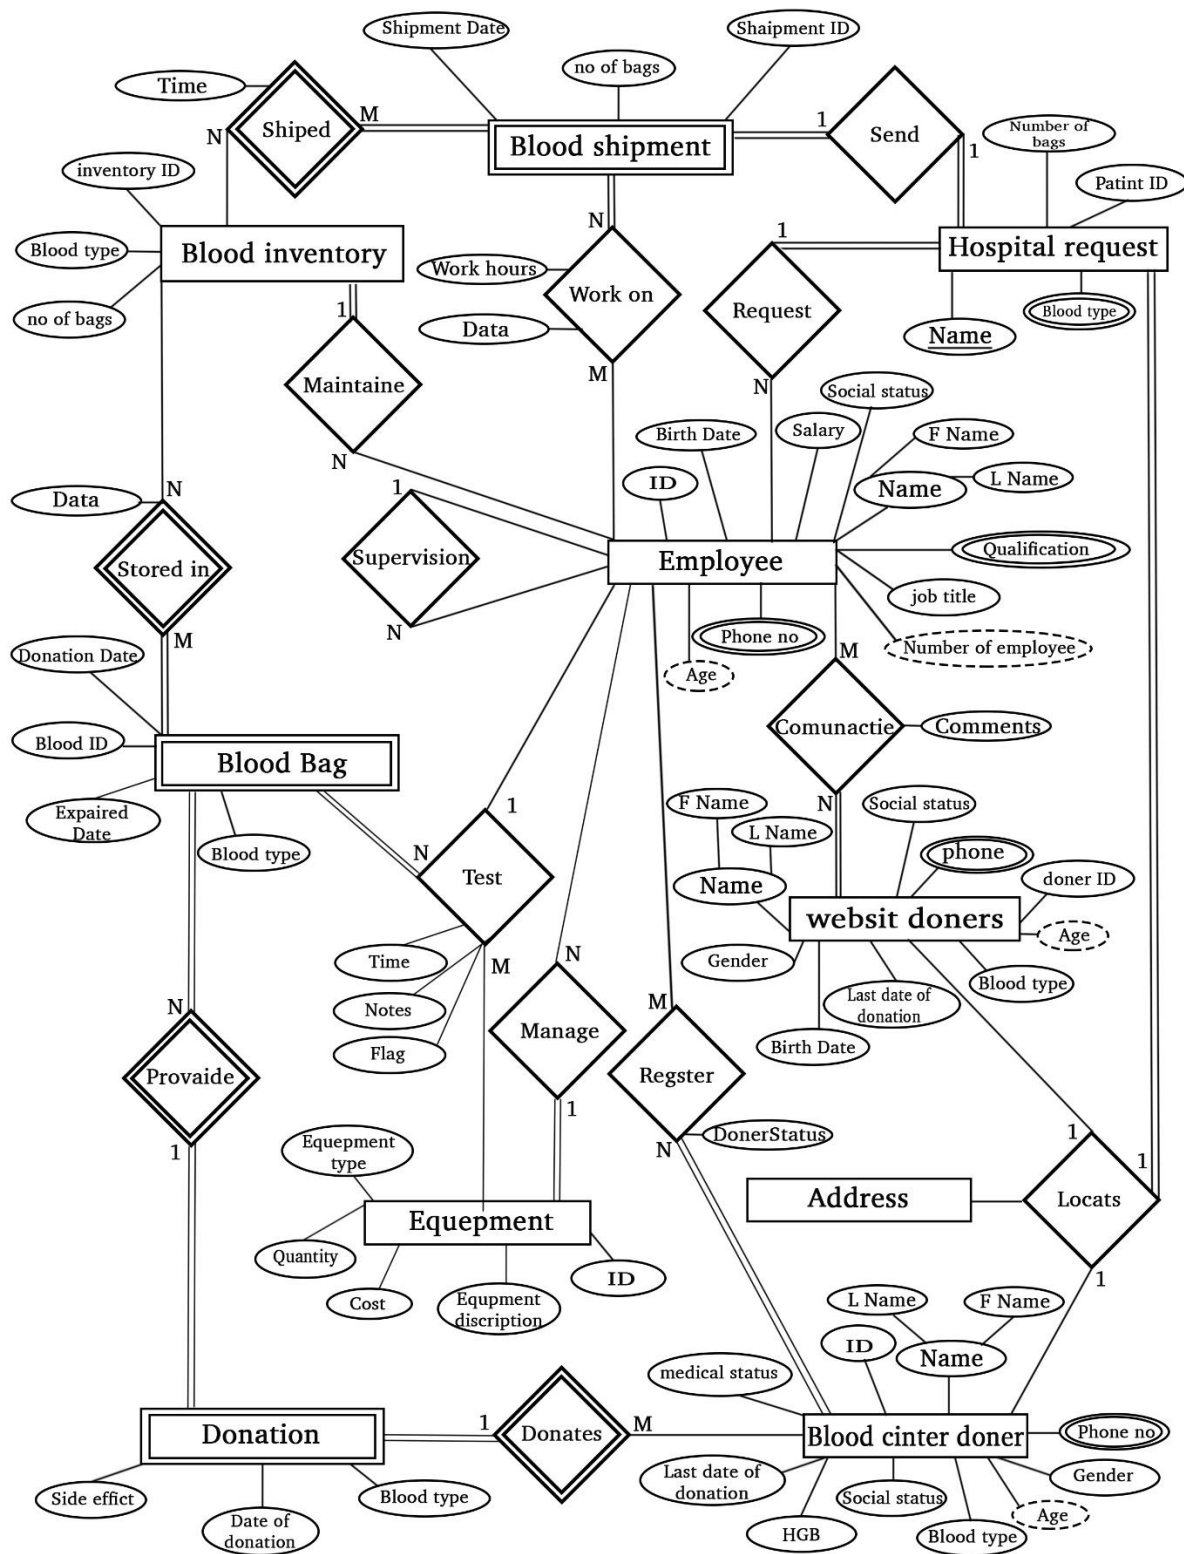 Shipment Date
Shaipment ID
no of bags
Time
Shiped
N
M
Blood shipment
1
Send
1
Number of
bags
Patint ID
inventory ID
Blood type
no of bags
Blood inventory
1
N
Work hours
Data
Work on
M
1
Request
N
Hospital request
Name
Blood type
Maintaine
N
Social status
Birth Date
Salary
F Name
ID
Name
L Name
Data
N
Stored in
M
1
Supervision
N
Employee
Qualification
job title
Number of employee
Phone no
Age
Donation Date
Blood ID
Expaired
Date
Blood Bag
Blood type
M
Comunactie
Comments
N
F Name
L Name
Name
Social status
phone
doner ID
websit doners
Age
Gender
Last date of
donation
Blood type
Birth Date
1
N
Test
M
Time
Notes
Flag
N
Manage
1
M
Regster
N
DonerStatus
N
Provaide
1
Equepment
type
Equepment
Quantity
Cost
Equpment
discription
ID
Address
1
1
Locats
1
L Name
F Name
ID
Name
medical status
Donation
1
Donates
M
Blood cinter doner
Phone no
Side effict
Date of
donation
Blood type
Last date of
donation
HGB
Social status
Blood type
Age
Gender